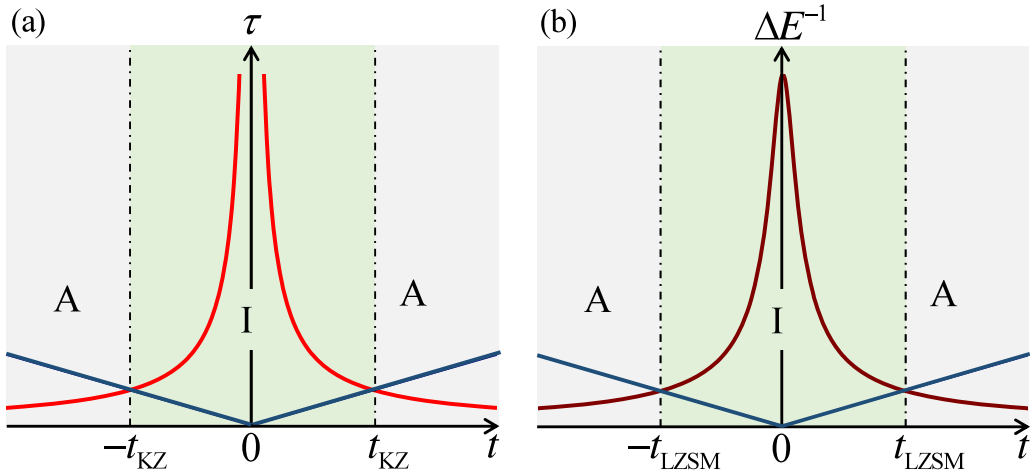 (a) τ
A I A
−t_KZ 0 t_KZ t
(b) ΔE⁻¹
A I A
−t_LZSM 0 t_LZSM t